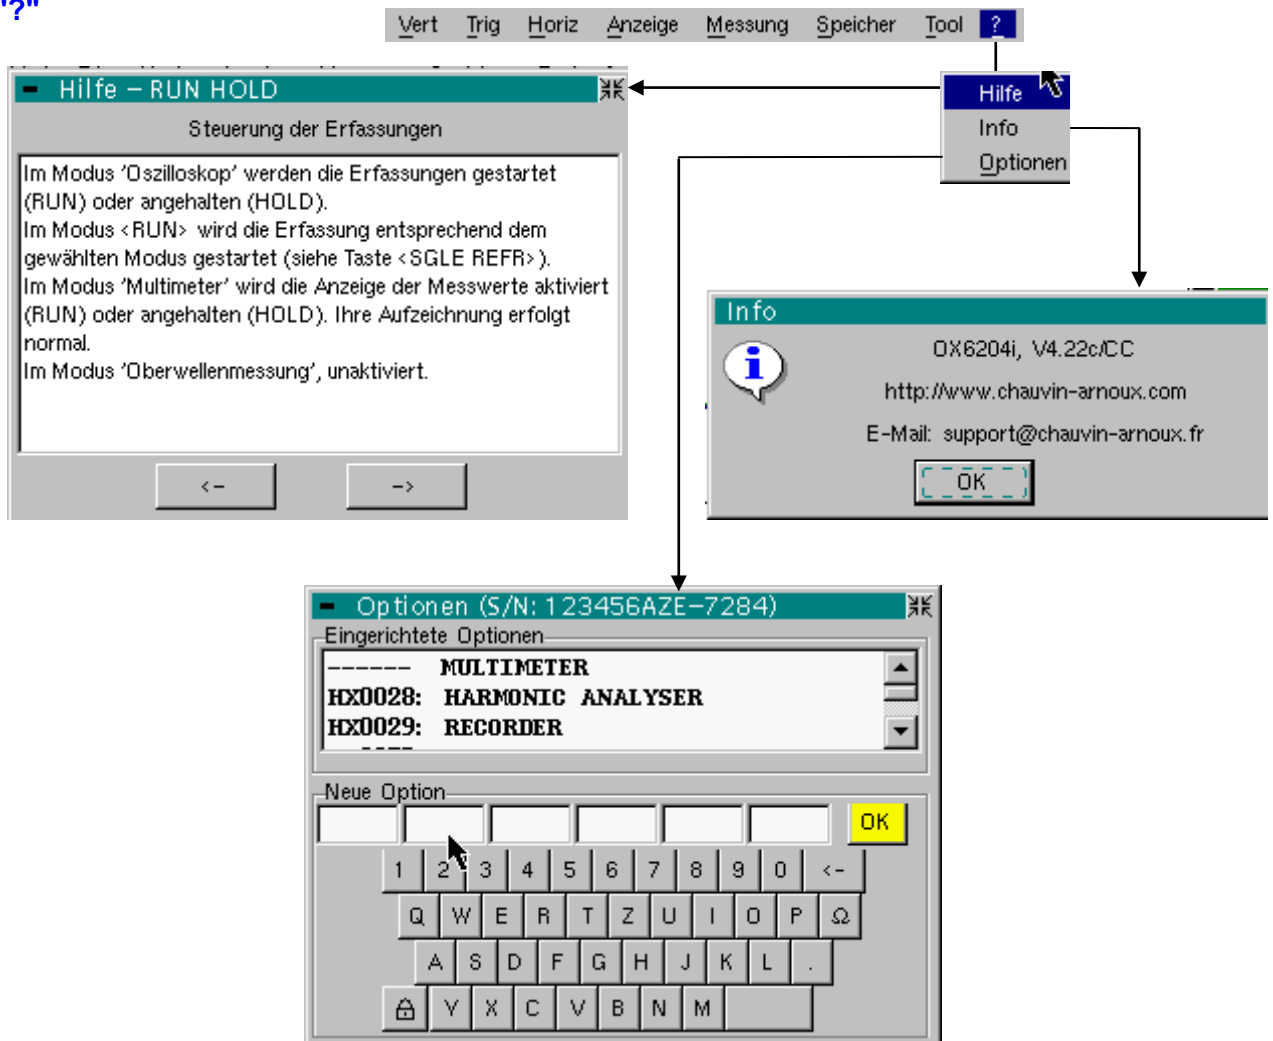 "?"
Vert Trig Horiz Anzeige Messung Speicher Tool ?
Hilfe
Info
Optionen
Hilfe – RUN HOLD
Steuerung der Erfassungen
Im Modus 'Oszilloskop' werden die Erfassungen gestartet
(RUN) oder angehalten (HOLD).
Im Modus <RUN> wird die Erfassung entsprechend dem
gewählten Modus gestartet (siehe Taste <SGLE REFR>).
Im Modus 'Multimeter' wird die Anzeige der Messwerte aktiviert
(RUN) oder angehalten (HOLD). Ihre Aufzeichnung erfolgt
normal.
Im Modus 'Oberwellenmessung', unaktiviert.
<- ->
Info
OX6204i, V4.22c/CC
http://www.chauvin-arnoux.com
E-Mail: support@chauvin-arnoux.fr
OK
Optionen (S/N: 123456AZE-7284)
Eingerichtete Optionen
------ MULTIMETER
HX0028: HARMONIC ANALYSER
HX0029: RECORDER
Neue Option
OK
1 2 3 4 5 6 7 8 9 0 <-
Q W E R T Z U I O P Ω
A S D F G H J K L .
Y X C V B N M